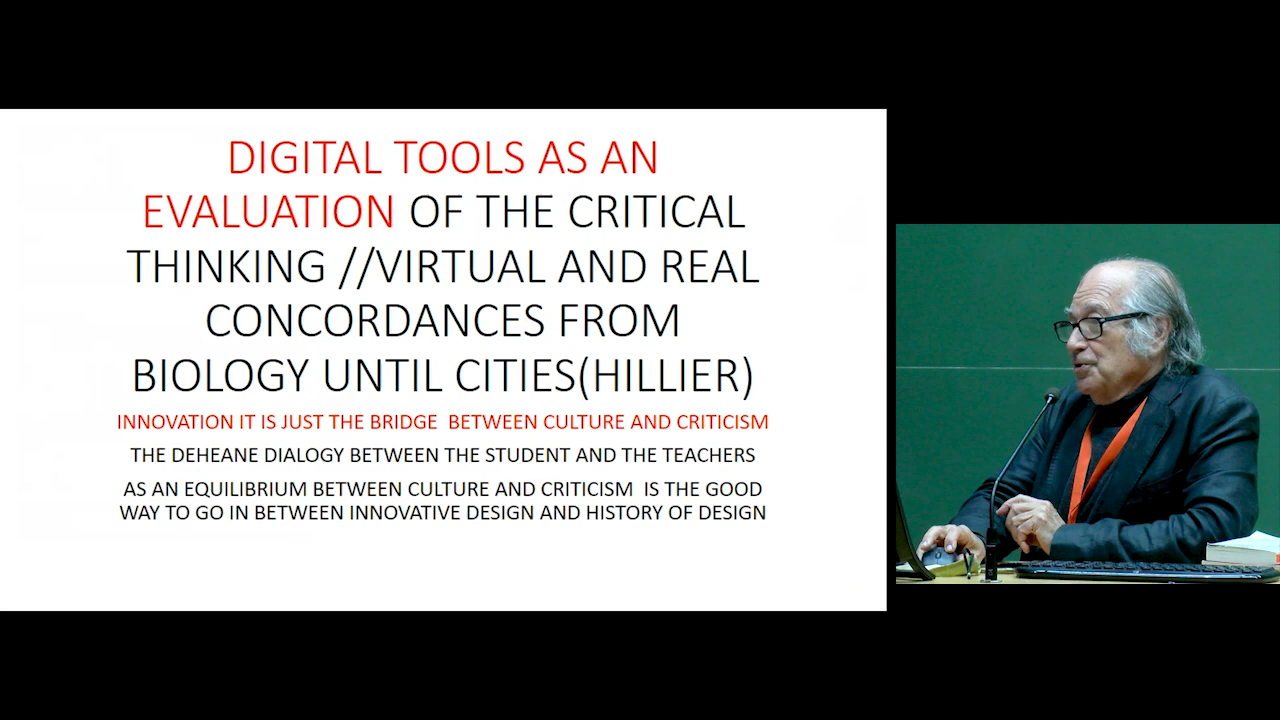 DIGITAL TOOLS AS AN
EVALUATION OF THE CRITICAL
THINKING //VIRTUAL AND REAL
CONCORDANCES FROM
BIOLOGY UNTIL CITIES(HILLIER)
INNOVATION IT IS JUST THE BRIDGE BETWEEN CULTURE AND CRITICISM
THE DEHEANE DIALOGY BETWEEN THE STUDENT AND THE TEACHERS
AS AN EQUILIBRIUM BETWEEN CULTURE AND CRITICISM IS THE GOOD
WAY TO GO IN BETWEEN INNOVATIVE DESIGN AND HISTORY OF DESIGN